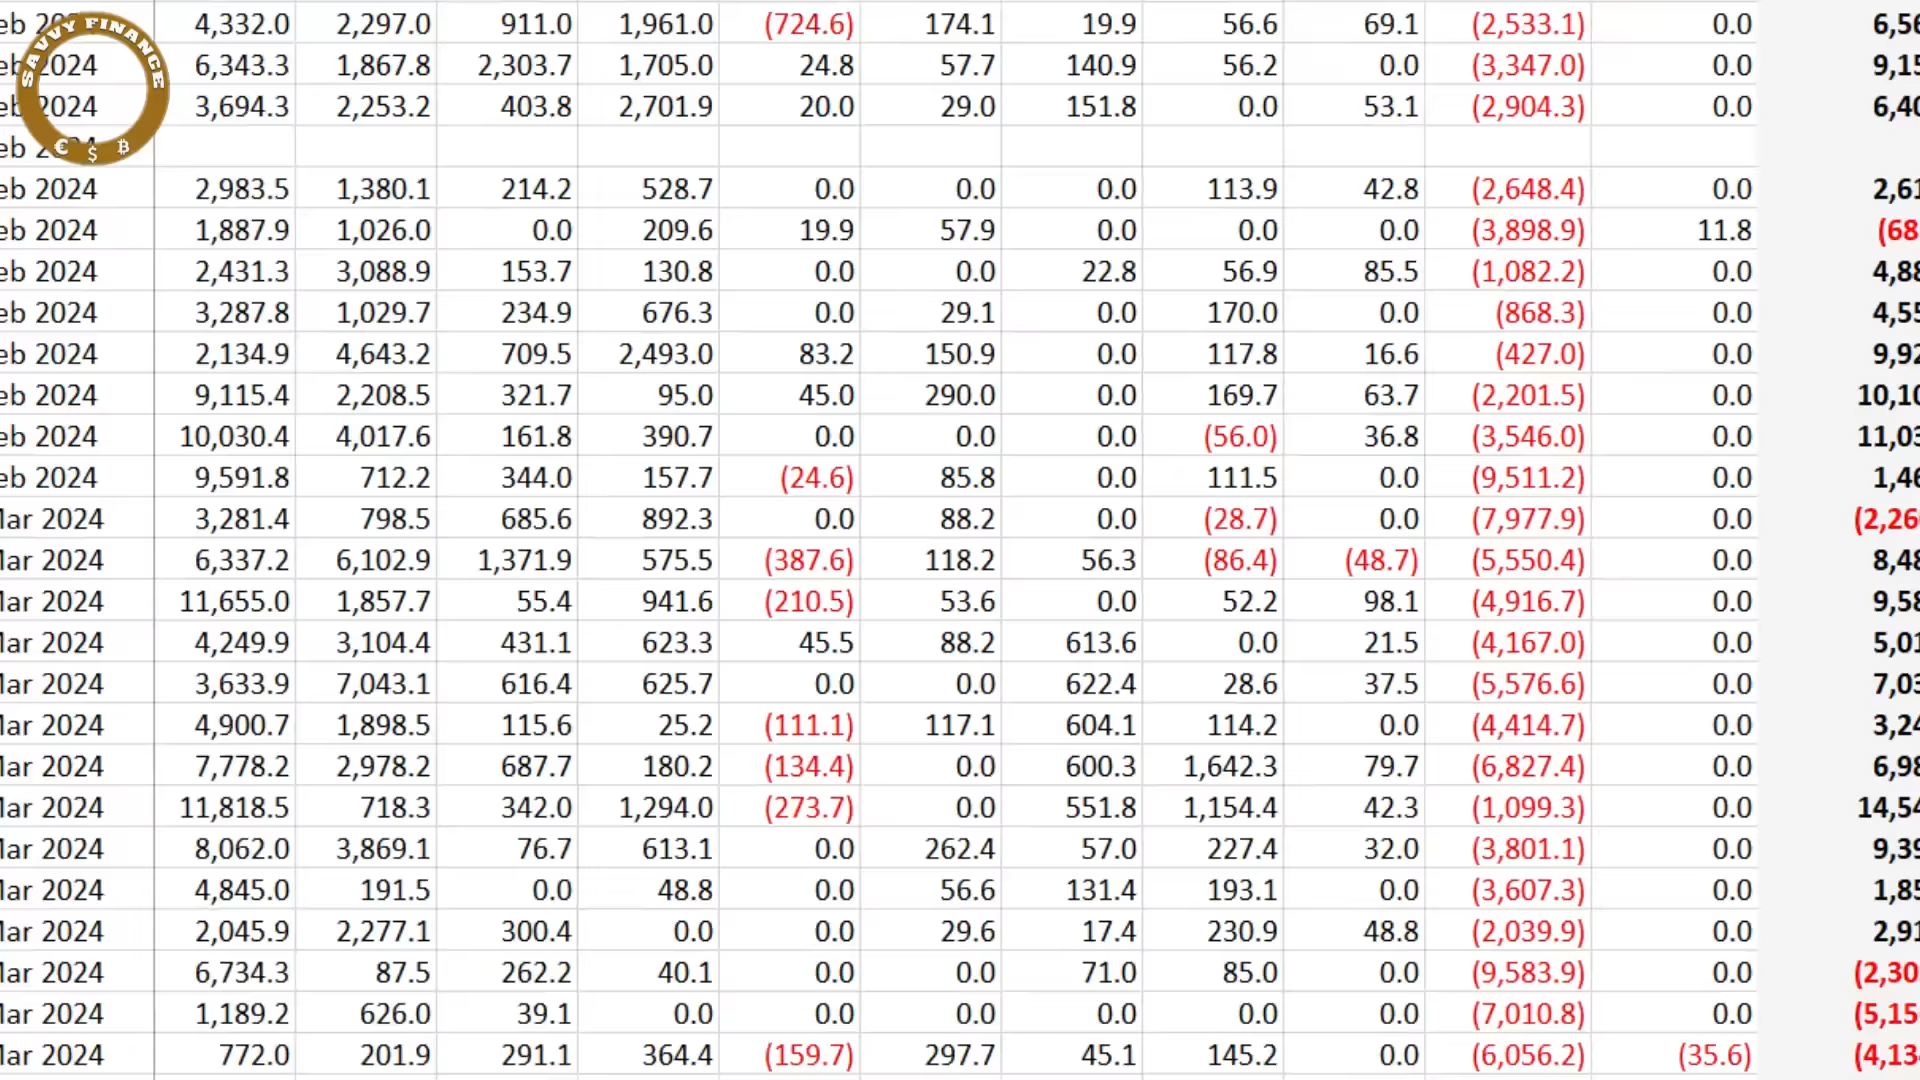 SAVVY FINANCE
€ $ ₿
4,332.0 2,297.0 911.0 1,961.0 (724.6) 174.1 19.9 56.6 69.1 (2,533.1) 0.0
2024 6,343.3 1,867.8 2,303.7 1,705.0 24.8 57.7 140.9 56.2 0.0 (3,347.0) 0.0
2024 3,694.3 2,253.2 403.8 2,701.9 20.0 29.0 151.8 0.0 53.1 (2,904.3) 0.0
eb 2024 2,983.5 1,380.1 214.2 528.7 0.0 0.0 0.0 113.9 42.8 (2,648.4) 0.0
eb 2024 1,887.9 1,026.0 0.0 209.6 19.9 57.9 0.0 0.0 0.0 (3,898.9) 11.8
eb 2024 2,431.3 3,088.9 153.7 130.8 0.0 0.0 22.8 56.9 85.5 (1,082.2) 0.0
eb 2024 3,287.8 1,029.7 234.9 676.3 0.0 29.1 0.0 170.0 0.0 (868.3) 0.0
eb 2024 2,134.9 4,643.2 709.5 2,493.0 83.2 150.9 0.0 117.8 16.6 (427.0) 0.0
eb 2024 9,115.4 2,208.5 321.7 95.0 45.0 290.0 0.0 169.7 63.7 (2,201.5) 0.0
eb 2024 10,030.4 4,017.6 161.8 390.7 0.0 0.0 0.0 (56.0) 36.8 (3,546.0) 0.0
eb 2024 9,591.8 712.2 344.0 157.7 (24.6) 85.8 0.0 111.5 0.0 (9,511.2) 0.0
Mar 2024 3,281.4 798.5 685.6 892.3 0.0 88.2 0.0 (28.7) 0.0 (7,977.9) 0.0
Mar 2024 6,337.2 6,102.9 1,371.9 575.5 (387.6) 118.2 56.3 (86.4) (48.7) (5,550.4) 0.0
Mar 2024 11,655.0 1,857.7 55.4 941.6 (210.5) 53.6 0.0 52.2 98.1 (4,916.7) 0.0
Mar 2024 4,249.9 3,104.4 431.1 623.3 45.5 88.2 613.6 0.0 21.5 (4,167.0) 0.0
Mar 2024 3,633.9 7,043.1 616.4 625.7 0.0 0.0 622.4 28.6 37.5 (5,576.6) 0.0
Mar 2024 4,900.7 1,898.5 115.6 25.2 (111.1) 117.1 604.1 114.2 0.0 (4,414.7) 0.0
Mar 2024 7,778.2 2,978.2 687.7 180.2 (134.4) 0.0 600.3 1,642.3 79.7 (6,827.4) 0.0
Mar 2024 11,818.5 718.3 342.0 1,294.0 (273.7) 0.0 551.8 1,154.4 42.3 (1,099.3) 0.0
Mar 2024 8,062.0 3,869.1 76.7 613.1 0.0 262.4 57.0 227.4 32.0 (3,801.1) 0.0
Mar 2024 4,845.0 191.5 0.0 48.8 0.0 56.6 131.4 193.1 0.0 (3,607.3) 0.0
Mar 2024 2,045.9 2,277.1 300.4 0.0 0.0 29.6 17.4 230.9 48.8 (2,039.9) 0.0
Mar 2024 6,734.3 87.5 262.2 40.1 0.0 0.0 71.0 85.0 0.0 (9,583.9) 0.0
Mar 2024 1,189.2 626.0 39.1 0.0 0.0 0.0 0.0 0.0 0.0 (7,010.8) 0.0
Mar 2024 772.0 201.9 291.1 364.4 (159.7) 297.7 45.1 145.2 0.0 (6,056.2) (35.6)